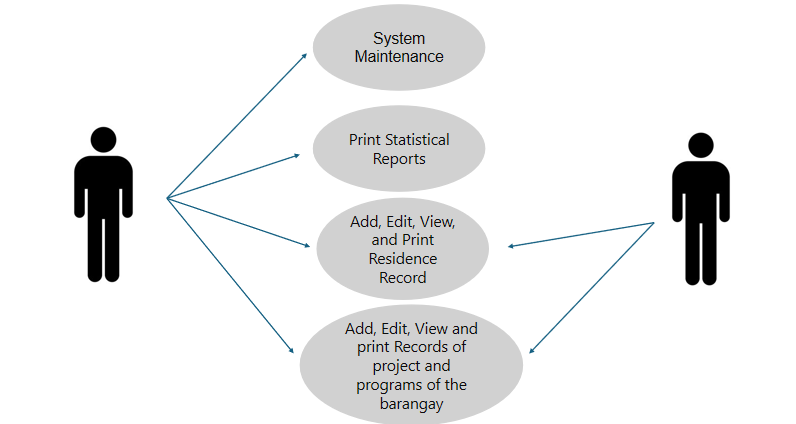 System
Maintenance
Print Statistical
Reports
Add, Edit, View,
and Print
Residence
Record
Add, Edit, View and
print Records of
project and
programs of the
barangay